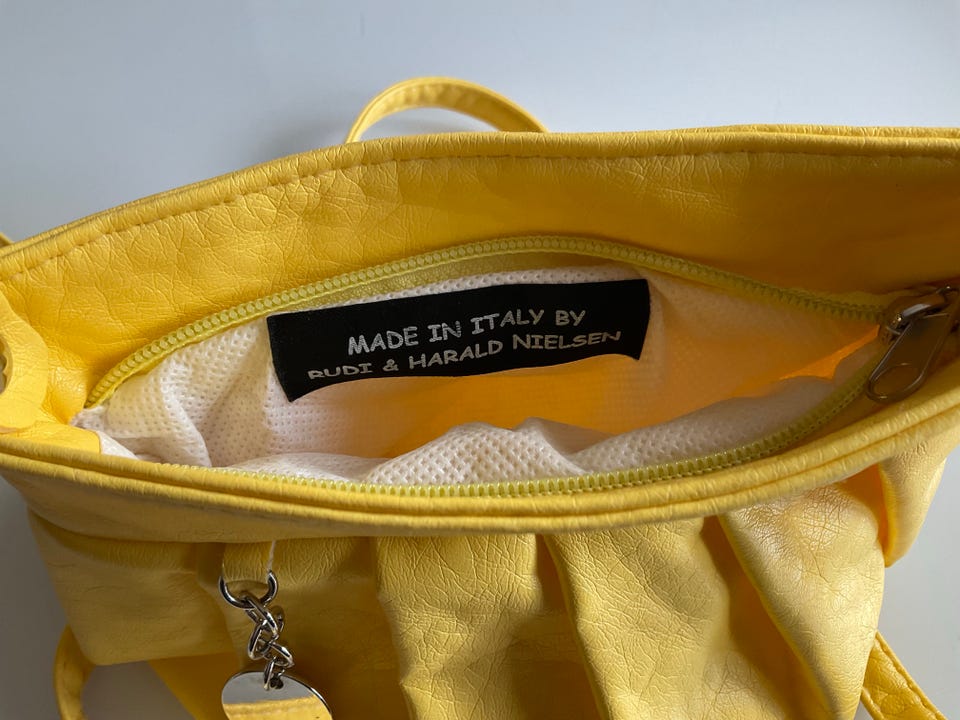 MADE IN ITALY BY
RUDI & HARALD NIELSEN